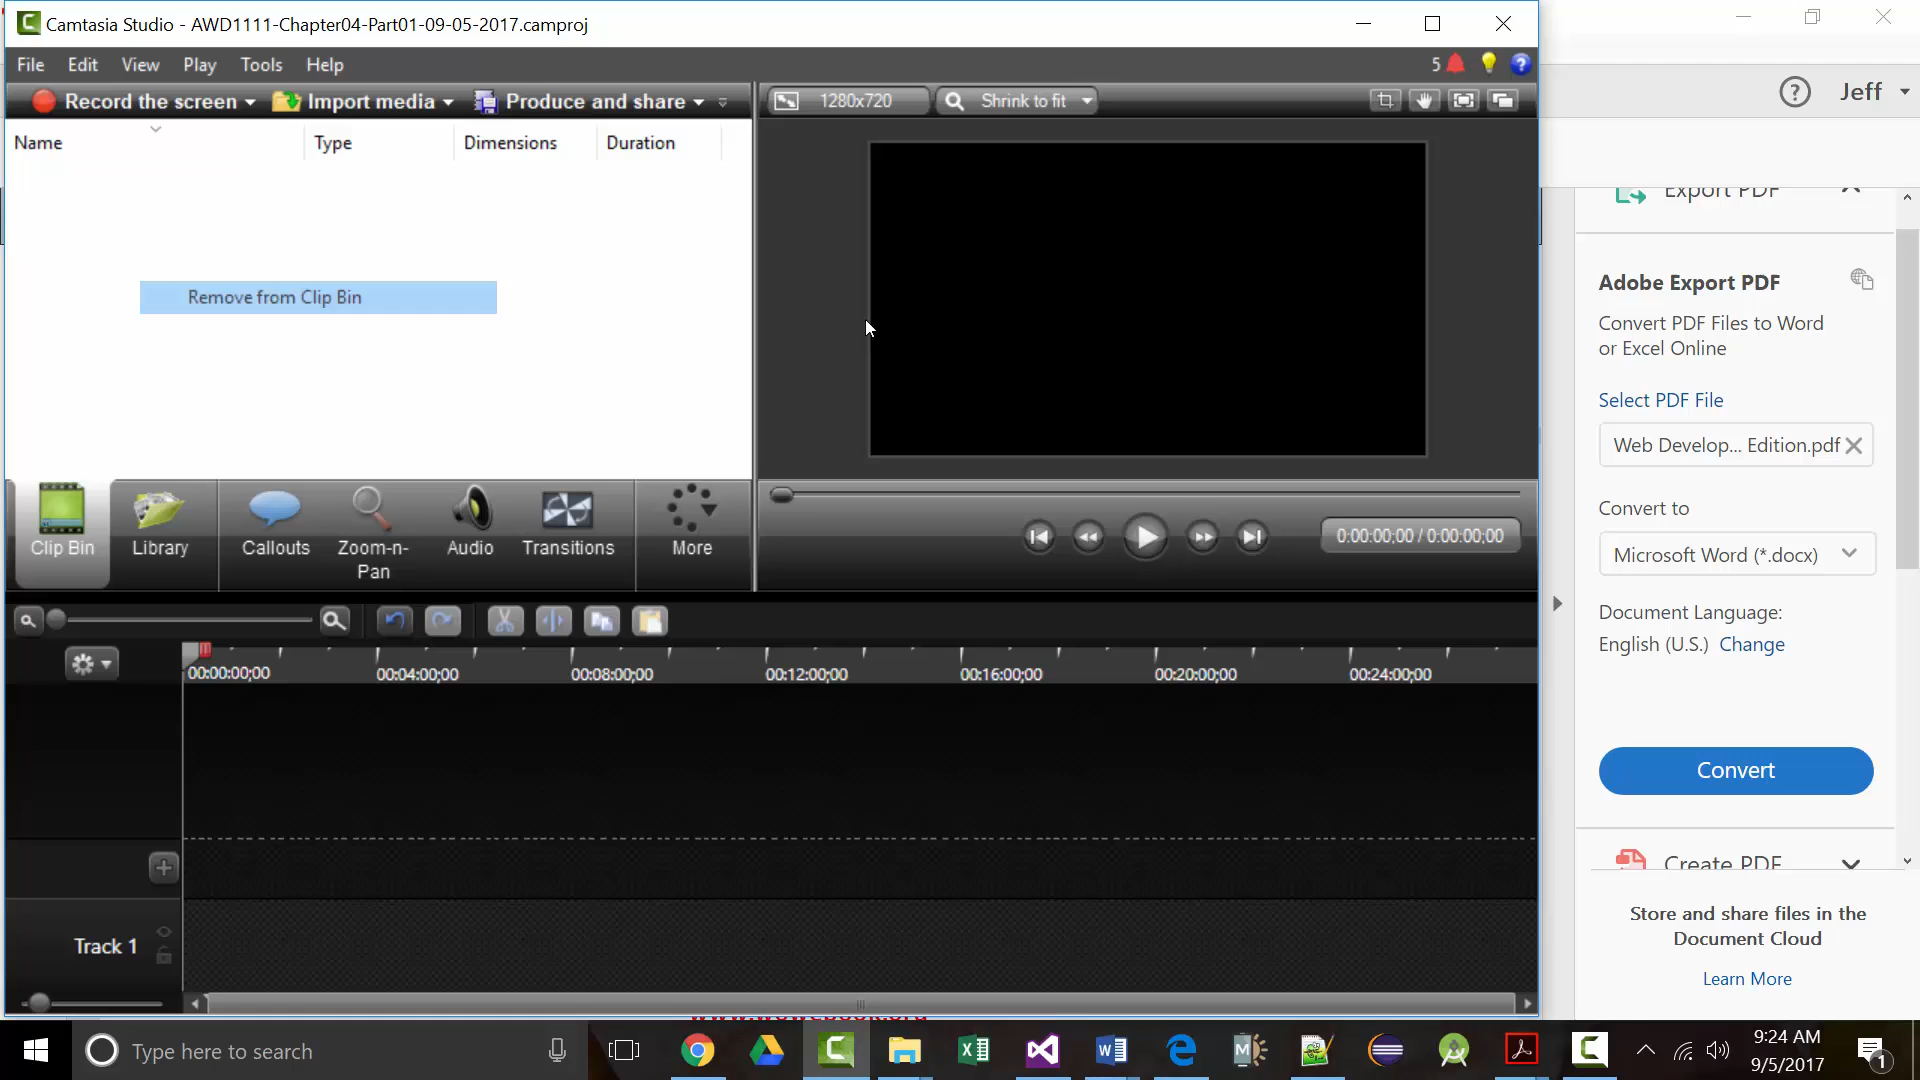 Camtasia Studio - AWD1111-Chapter04-Part01-09-05-2017.camproj
File Edit View Play Tools Help
5
Record the screen Import media Produce and share
1280x720 Shrink to fit
Jeff
Name Type Dimensions Duration
Export PDF
Remove from Clip Bin
Adobe Export PDF
Convert PDF Files to Word
or Excel Online
Select PDF File
Web Develop... Edition.pdf
Convert to
Microsoft Word (*.docx)
Document Language:
English (U.S.) Change
Convert
Create PDF
Store and share files in the
Document Cloud
Learn More
Clip Bin Library Callouts Zoom-n-
Pan Audio Transitions More
0:00:00;00 / 0:00:00;00
00:00:00;00 00:04:00;00 00:08:00;00 00:12:00;00 00:16:00;00 00:20:00;00 00:24:00;00
Track 1
www.wowebook.org
Type here to search
9:24 AM
9/5/2017
1